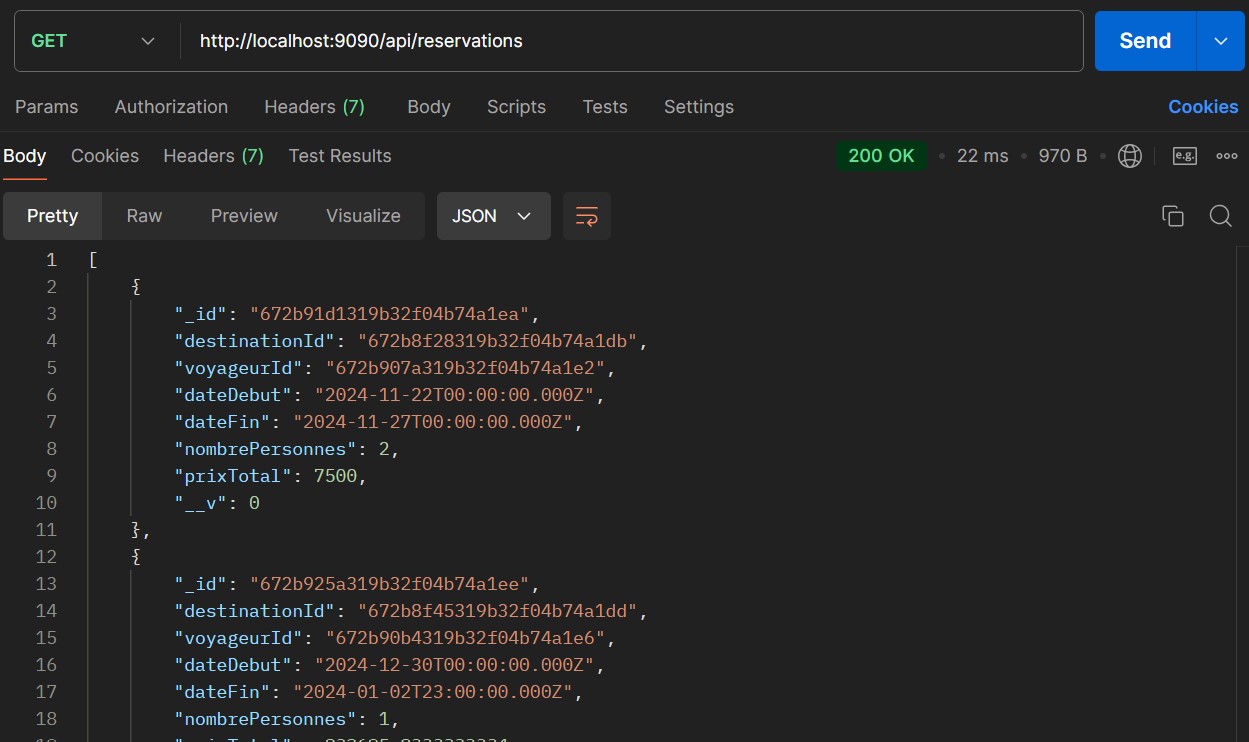 GET http://localhost:9090/api/reservations Send
Params Authorization Headers (7) Body Scripts Tests Settings Cookies
Body Cookies Headers (7) Test Results 200 OK • 22 ms • 970 B • e.g.
Pretty Raw Preview Visualize JSON
1 [
2 {
3 "_id": "672b91d1319b32f04b74a1ea",
4 "destinationId": "672b8f28319b32f04b74a1db",
5 "voyageurId": "672b907a319b32f04b74a1e2",
6 "dateDebut": "2024-11-22T00:00:00.000Z",
7 "dateFin": "2024-11-27T00:00:00.000Z",
8 "nombrePersonnes": 2,
9 "prixTotal": 7500,
10 "__v": 0
11 },
12 {
13 "_id": "672b925a319b32f04b74a1ee",
14 "destinationId": "672b8f45319b32f04b74a1dd",
15 "voyageurId": "672b90b4319b32f04b74a1e6",
16 "dateDebut": "2024-12-30T00:00:00.000Z",
17 "dateFin": "2024-01-02T23:00:00.000Z",
18 "nombrePersonnes": 1,